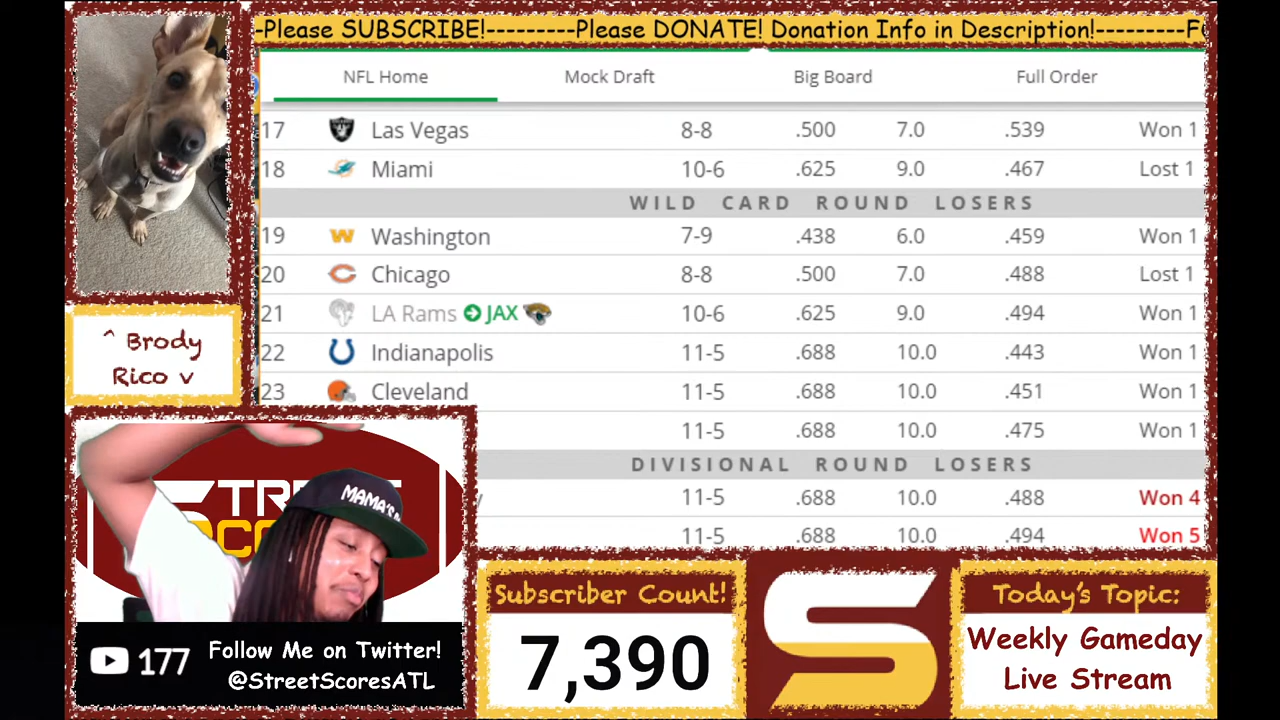 -Please SUBSCRIBE!---------Please DONATE! Donation Info in Description!---------F
NFL Home Mock Draft Big Board Full Order
17 Las Vegas 8-8 .500 7.0 .539 Won 1
18 Miami 10-6 .625 9.0 .467 Lost 1
WILD CARD ROUND LOSERS
19 Washington 7-9 .438 6.0 .459 Won 1
20 Chicago 8-8 .500 7.0 .488 Lost 1
21 LA Rams JAX 10-6 .625 9.0 .494 Won 1
22 Indianapolis 11-5 .688 10.0 .443 Won 1
23 Cleveland 11-5 .688 10.0 .451 Won 1
11-5 .688 10.0 .475 Won 1
DIVISIONAL ROUND LOSERS
11-5 .688 10.0 .488 Won 4
11-5 .688 10.0 .494 Won 5
^ Brody
Rico v
MAMA'S
177
Follow Me on Twitter!
@StreetScoresATL
Subscriber Count!
7,390
S
Today's Topic:
Weekly Gameday
Live Stream